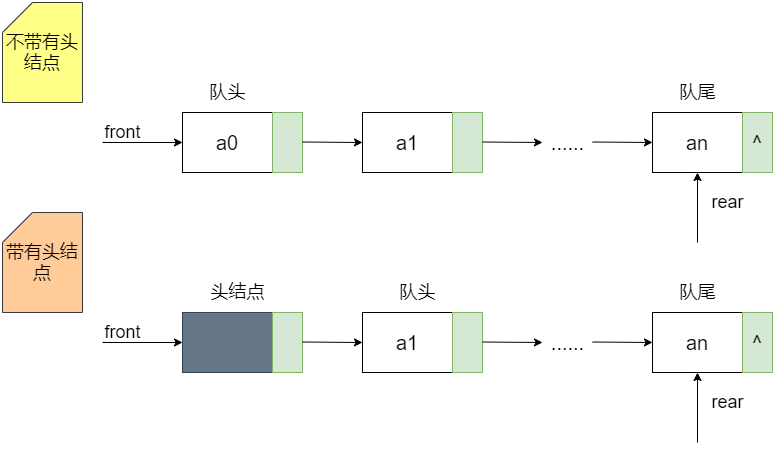 不带有头
结点
队头
队尾
front
a0
a1
......
an
^
rear
带有头结
点
头结点
队头
队尾
front
a1
......
an
^
rear